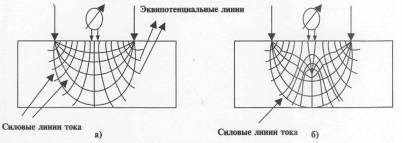 Эквипотенциальные линии
Силовые линии тока
а)
Силовые линии тока
б)